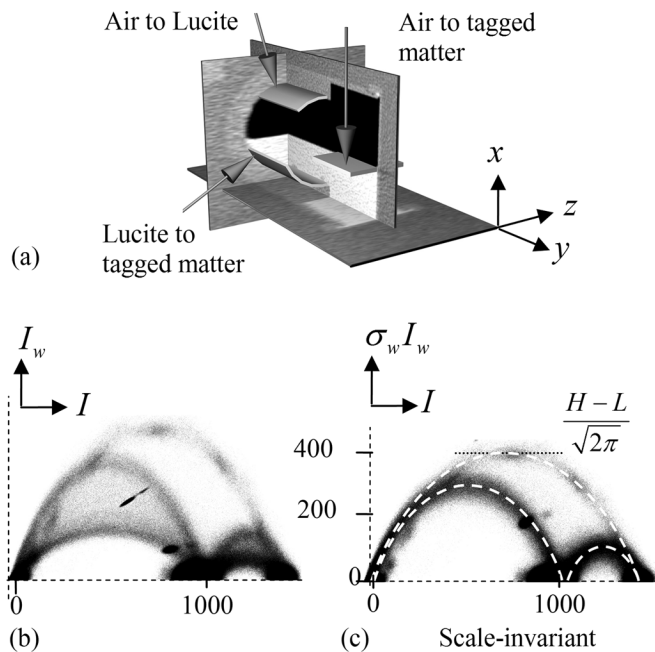 Air to Lucite
Air to tagged
matter
x
z
y
Lucite to
tagged matter
(a)
I_w
I
0
1000
(b)
σ_w I_w
I
H − L
√2π
400
200
0
0
1000
(c)
Scale-invariant